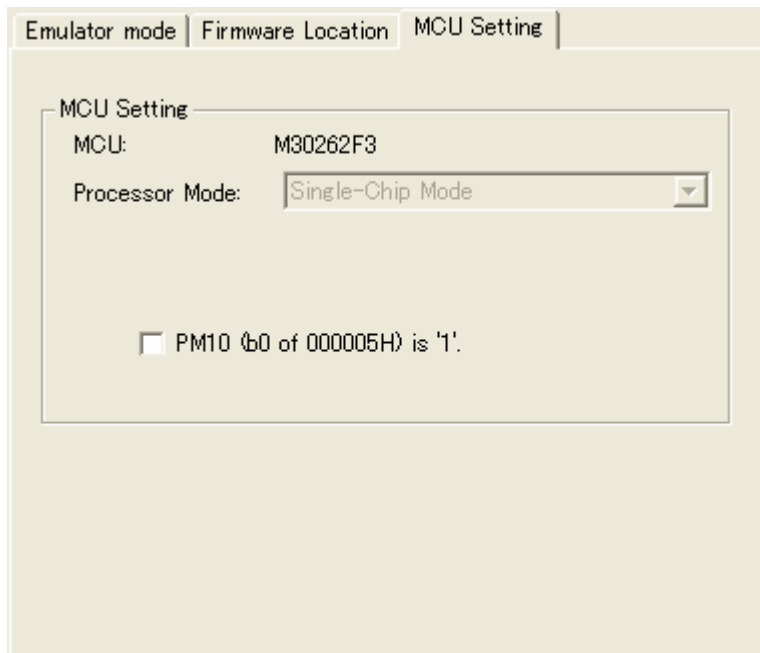 Emulator mode Firmware Location MCU Setting
MCU Setting
MCU: M30262F3
Processor Mode: Single-Chip Mode
PM10 (b0 of 000005H) is '1'.